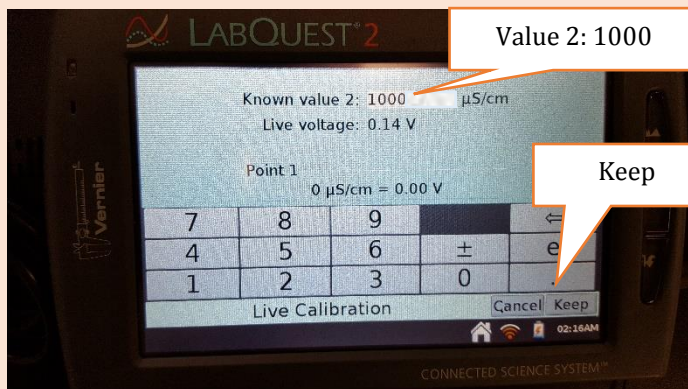 LABQUEST®2
Value 2: 1000
Known value 2: 1000 µS/cm
Live voltage: 0.14 V
Point 1
0 µS/cm = 0.00 V
Keep
Vernier
7 8 9 ⇦
4 5 6 ± e
1 2 3 0 .
Live Calibration Cancel Keep
02:16AM
CONNECTED SCIENCE SYSTEM™